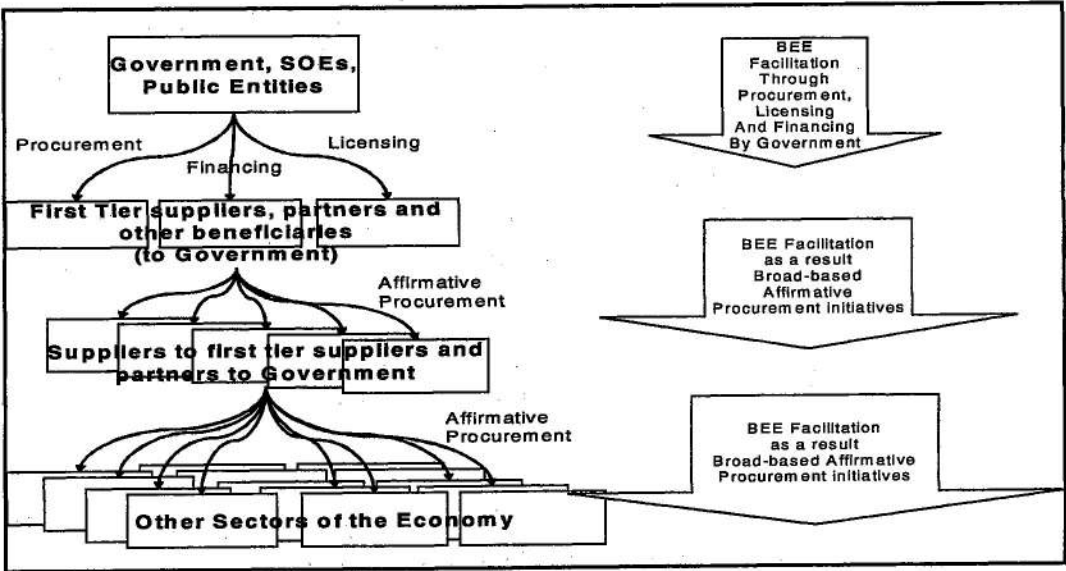 Government, SOEs,
Public Entities
Procurement
Licensing
Financing
First Tier suppliers, partners and
other beneficiaries
(to Government)
Affirmative
Procurement
Suppliers to first tier suppliers and
partners to Government
Affirmative
Procurement
Other Sectors of the Economy
BEE
Facilitation
Through
Procurement,
Licensing
And Financing
By Government
BEE Facilitation
as a result
Broad-based
Affirmative
Procurement initiatives
BEE Facilitation
as a result
Broad-based Affirmative
Procurement initiatives